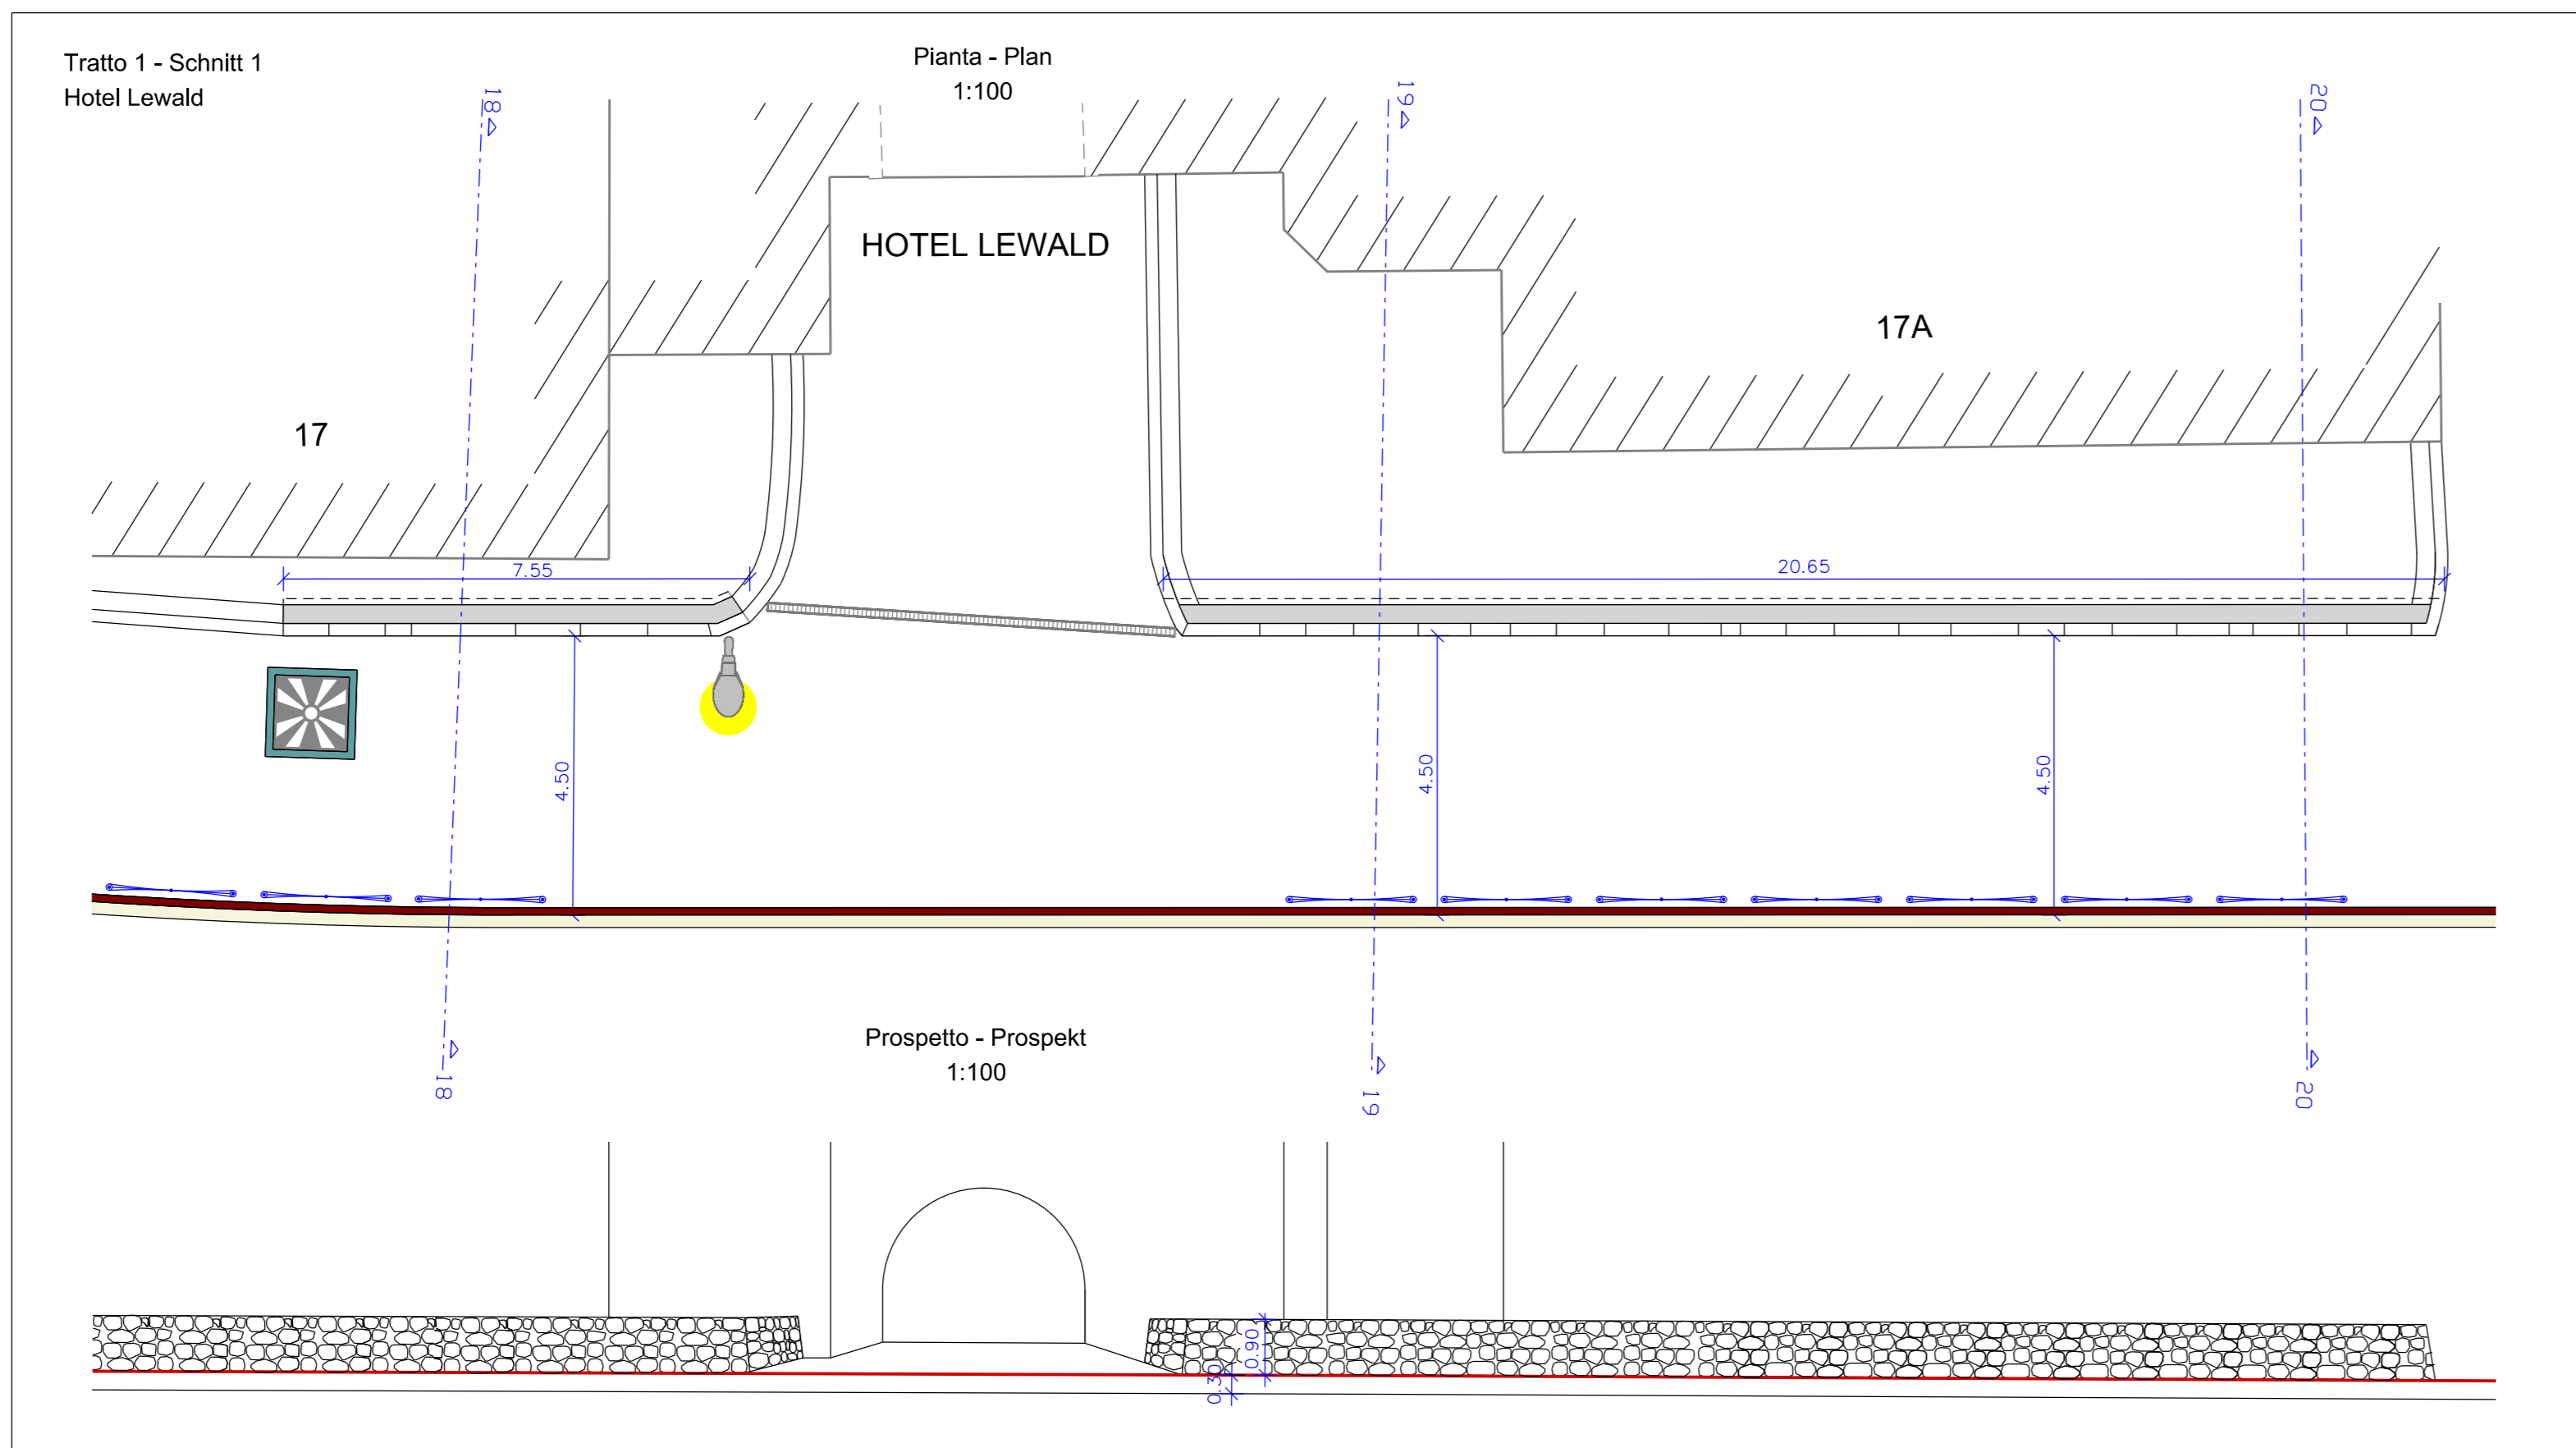 Tratto 1 - Schnitt 1
Hotel Lewald
Pianta - Plan
1:100
18
19
20
HOTEL LEWALD
17A
17
7.55
20.65
4.50
4.50
4.50
Prospetto - Prospekt
1:100
18
19
20
0.90
0.30